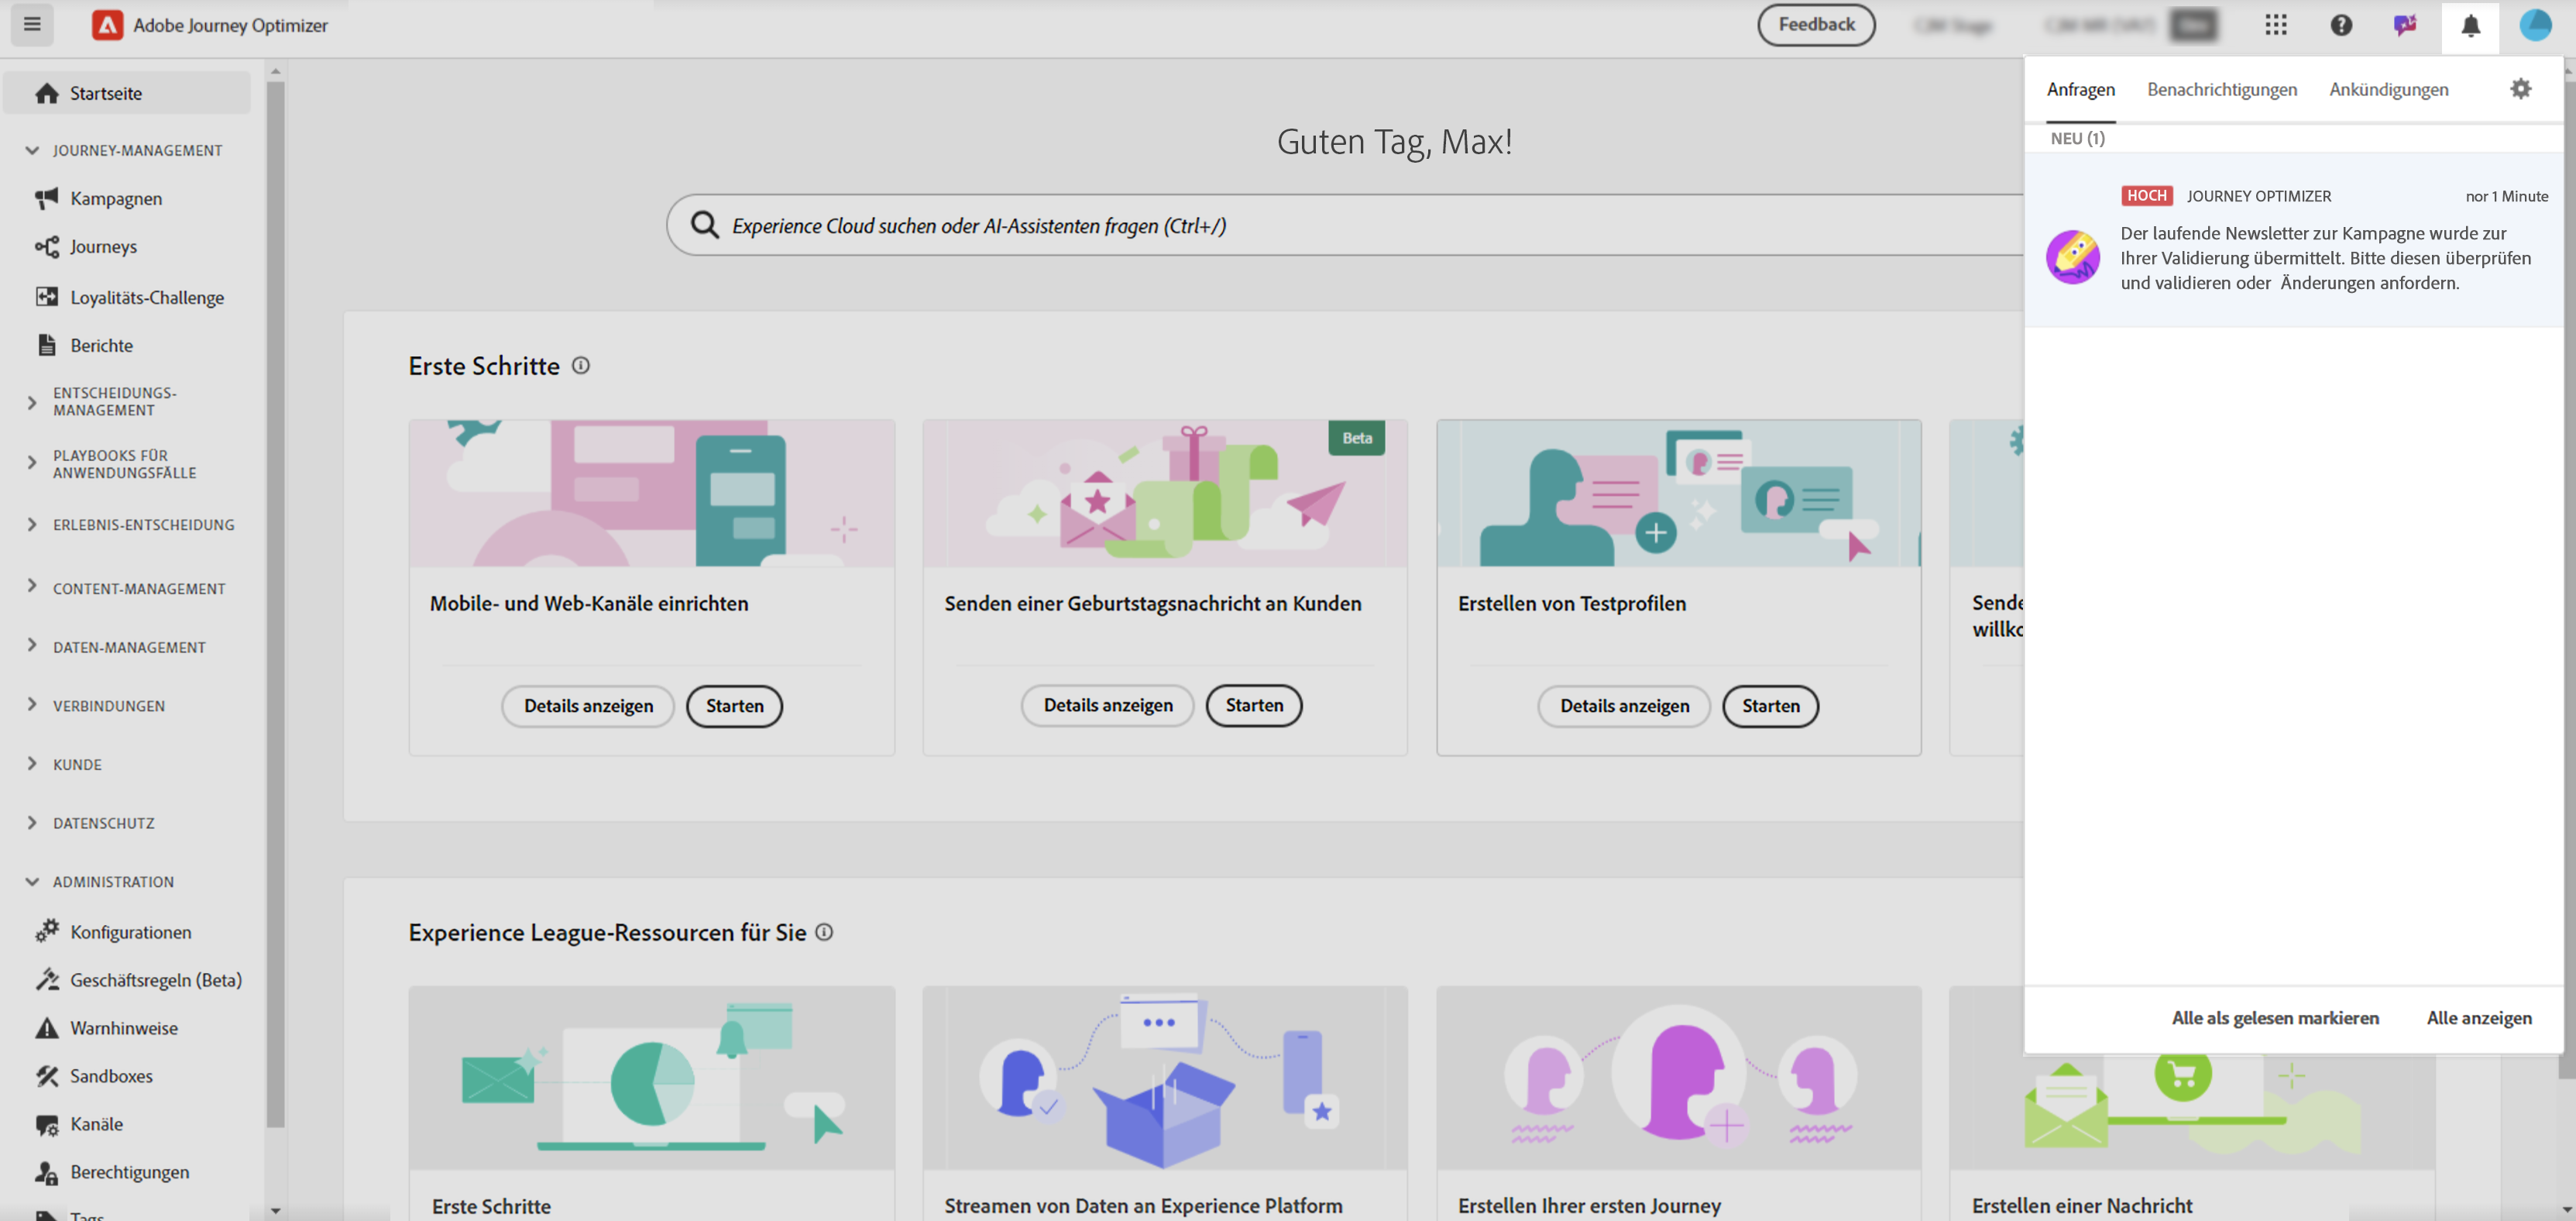 Adobe Journey Optimizer
Feedback
Startseite
JOURNEY-MANAGEMENT
Kampagnen
Journeys
Loyalitäts-Challenge
Berichte
ENTSCHEIDUNGS-
MANAGEMENT
PLAYBOOKS FÜR
ANWENDUNGSFÄLLE
ERLEBNIS-ENTSCHEIDUNG
CONTENT-MANAGEMENT
DATEN-MANAGEMENT
VERBINDUNGEN
KUNDE
DATENSCHUTZ
ADMINISTRATION
Konfigurationen
Geschäftsregeln (Beta)
Warnhinweise
Sandboxes
Kanäle
Berechtigungen
Tags
Guten Tag, Max!
Experience Cloud suchen oder AI-Assistenten fragen (Ctrl+/)
Erste Schritte
Mobile- und Web-Kanäle einrichten
Details anzeigen Starten
Beta
Senden einer Geburtstagsnachricht an Kunden
Details anzeigen Starten
Erstellen von Testprofilen
Details anzeigen Starten
Experience League-Ressourcen für Sie
Erste Schritte
Streamen von Daten an Experience Platform
Erstellen Ihrer ersten Journey
Erstellen einer Nachricht
Anfragen Benachrichtigungen Ankündigungen
NEU (1)
HOCH JOURNEY OPTIMIZER nor 1 Minute
Der laufende Newsletter zur Kampagne wurde zur
Ihrer Validierung übermittelt. Bitte diesen überprüfen
und validieren oder Änderungen anfordern.
Alle als gelesen markieren Alle anzeigen